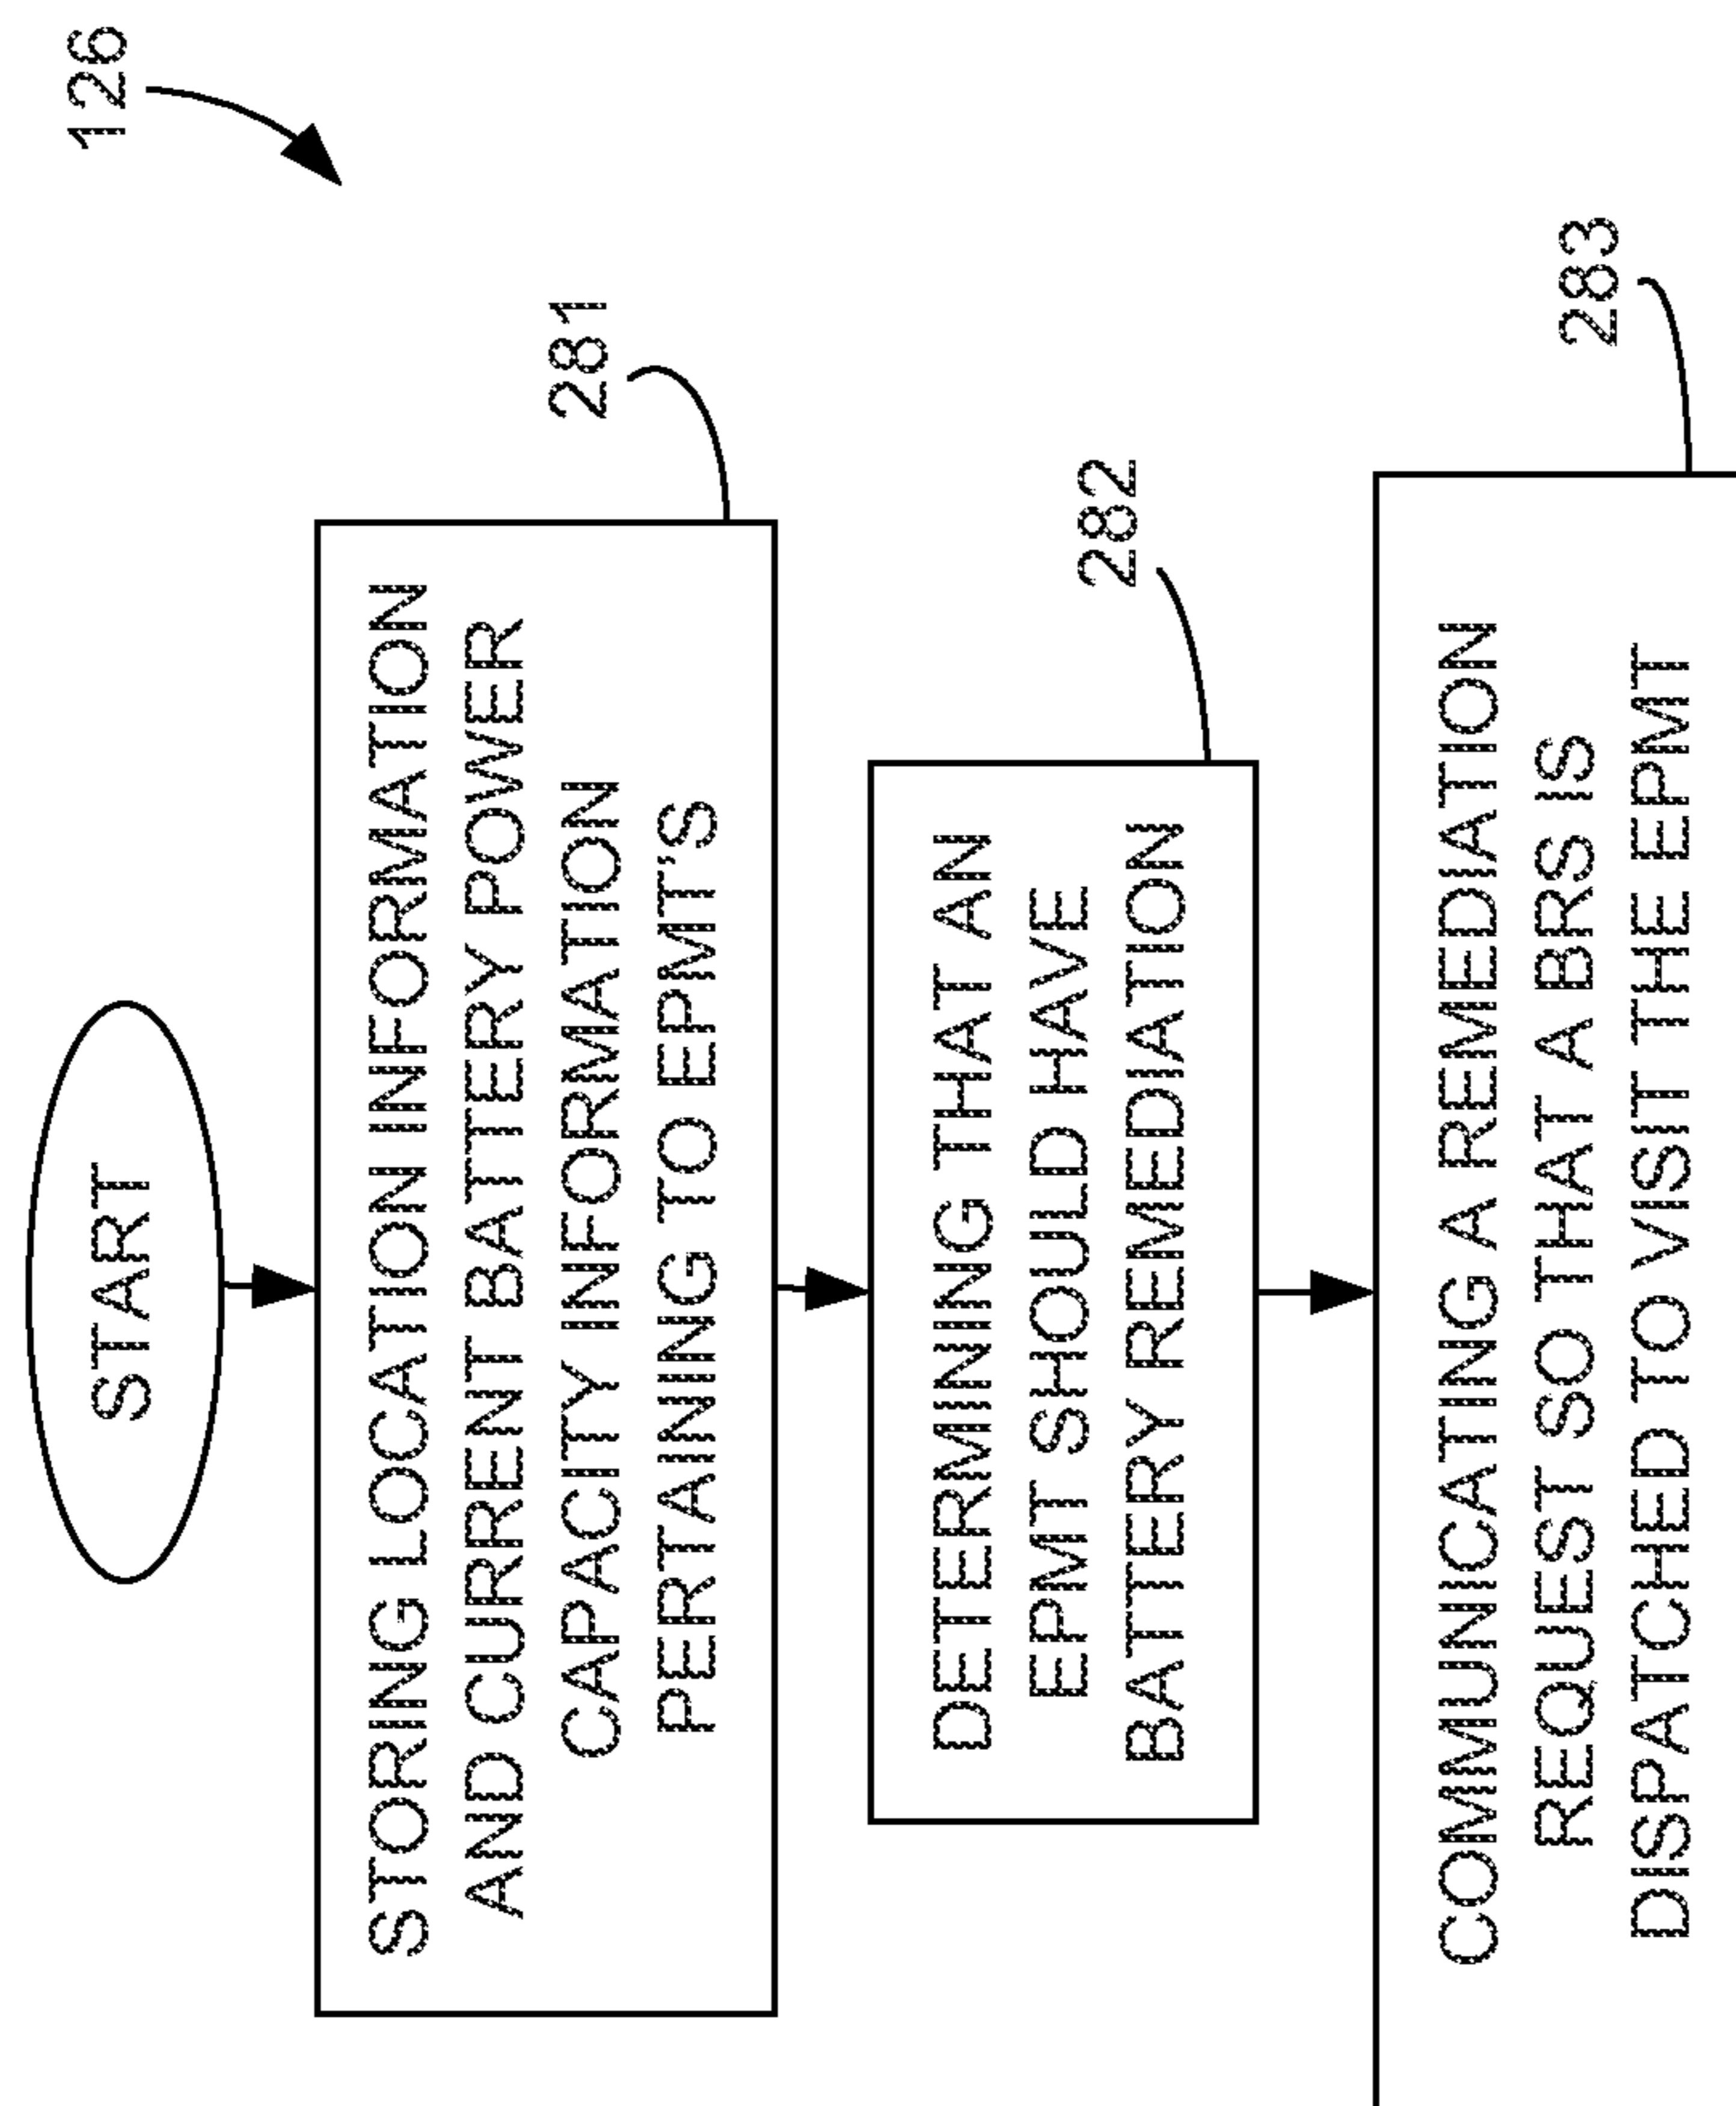 126
START
STORING LOCATION INFORMATION
AND CURRENT BATTERY POWER
CAPACITY INFORMATION
PERTAINING TO EPMT'S
281
DETERMINING THAT AN
EPMT SHOULD HAVE
BATTERY REMEDIATION
282
COMMUNICATING A REMEDIATION
REQUEST SO THAT A BRS IS
DISPATCHED TO VISIT THE EPMT
283